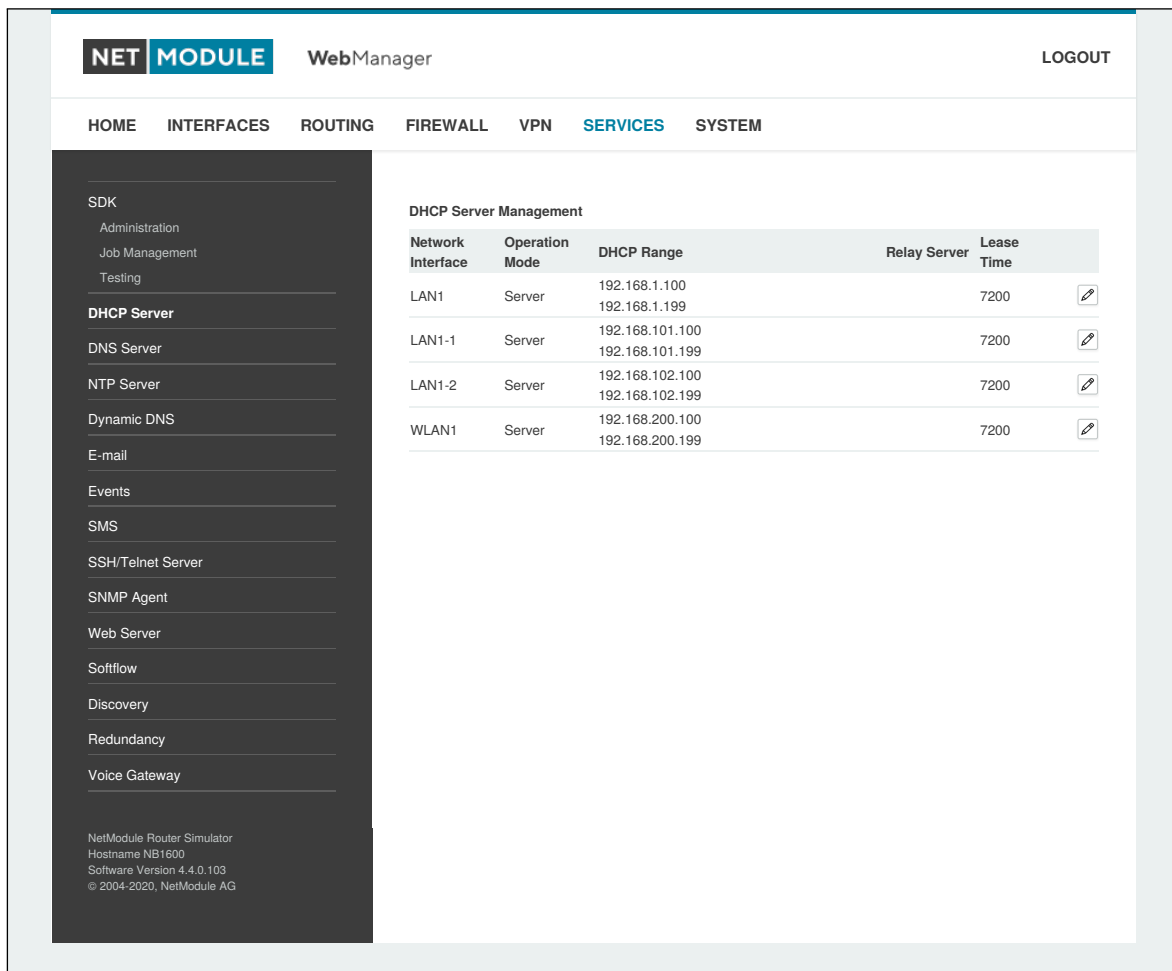 NET MODULE WebManager LOGOUT
HOME INTERFACES ROUTING FIREWALL VPN SERVICES SYSTEM
SDK
Administration
Job Management
Testing
DHCP Server
DNS Server
NTP Server
Dynamic DNS
E-mail
Events
SMS
SSH/Telnet Server
SNMP Agent
Web Server
Softflow
Discovery
Redundancy
Voice Gateway
NetModule Router Simulator
Hostname NB1600
Software Version 4.4.0.103
© 2004-2020, NetModule AG
DHCP Server Management
Network Interface Operation Mode DHCP Range Relay Server Lease Time
LAN1 Server 192.168.1.100 7200
192.168.1.199
LAN1-1 Server 192.168.101.100 7200
192.168.101.199
LAN1-2 Server 192.168.102.100 7200
192.168.102.199
WLAN1 Server 192.168.200.100 7200
192.168.200.199